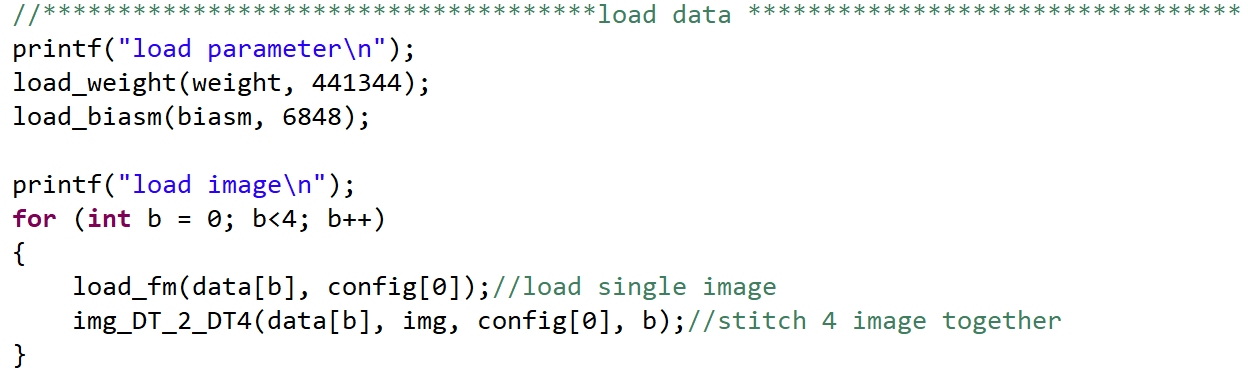 //*************************************load data *********************************
printf("load parameter\n");
load_weight(weight, 441344);
load_biasm(biasm, 6848);
printf("load image\n");
for (int b = 0; b<4; b++)
{
    load_fm(data[b], config[0]);//load single image
    img_DT_2_DT4(data[b], img, config[0], b);//stitch 4 image together
}